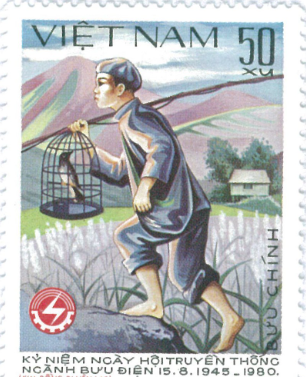 VIỆT NAM
50
XU
BƯU CHÍNH
KỶ NIỆM NGÀY HỘI TRUYỀN THỐNG
NGÀNH BƯU ĐIỆN 15.8.1945-1980.